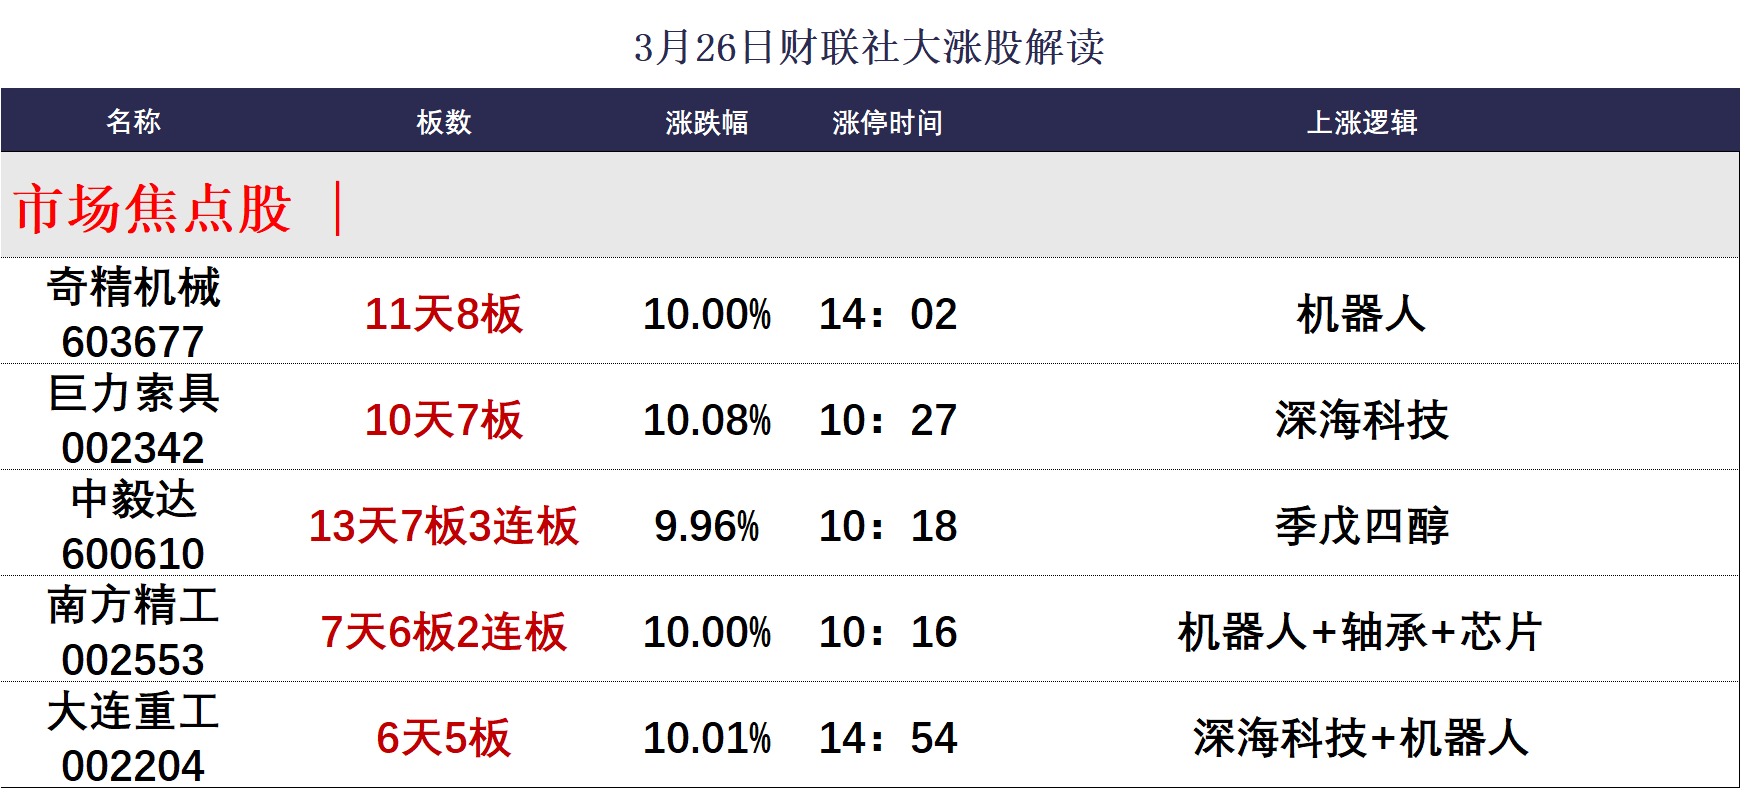 3月26日财联社大涨股解读
名称 板数 涨跌幅 涨停时间 上涨逻辑
市场焦点股 ｜
奇精机械
603677 11天8板 10.00% 14：02 机器人
巨力索具
002342 10天7板 10.08% 10：27 深海科技
中毅达
600610 13天7板3连板 9.96% 10：18 季戊四醇
南方精工
002553 7天6板2连板 10.00% 10：16 机器人+轴承+芯片
大连重工
002204 6天5板 10.01% 14：54 深海科技+机器人